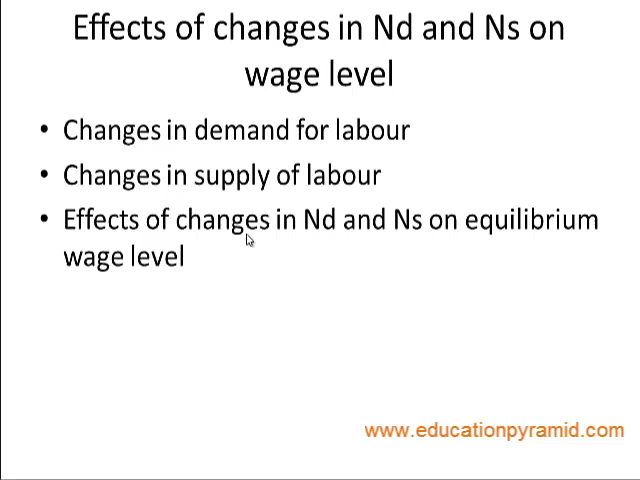 Effects of changes in Nd and Ns on
wage level
• Changes in demand for labour
• Changes in supply of labour
• Effects of changes in Nd and Ns on equilibrium
wage level
www.educationpyramid.com